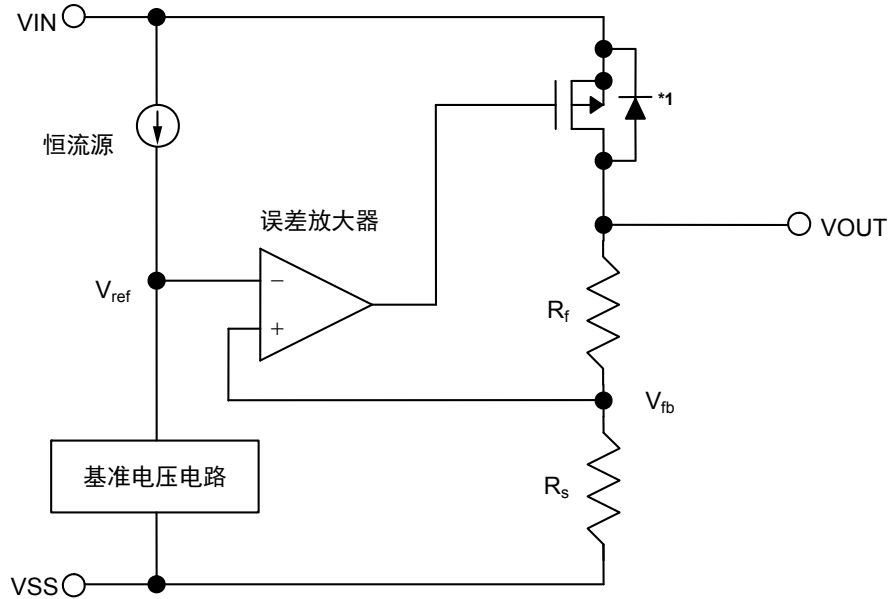 VIN
*1
恒流源
误差放大器
VOUT
Vref
−
+
Rf
Vfb
基准电压电路
Rs
VSS